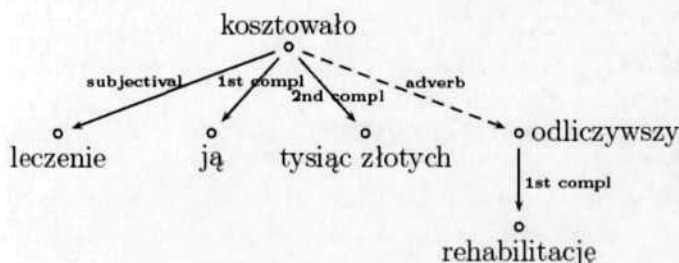 kosztowało
subjectival 1st compl 2nd compl adverb
leczenie ją tysiąc złotych odliczywszy
1st compl
rehabilitację